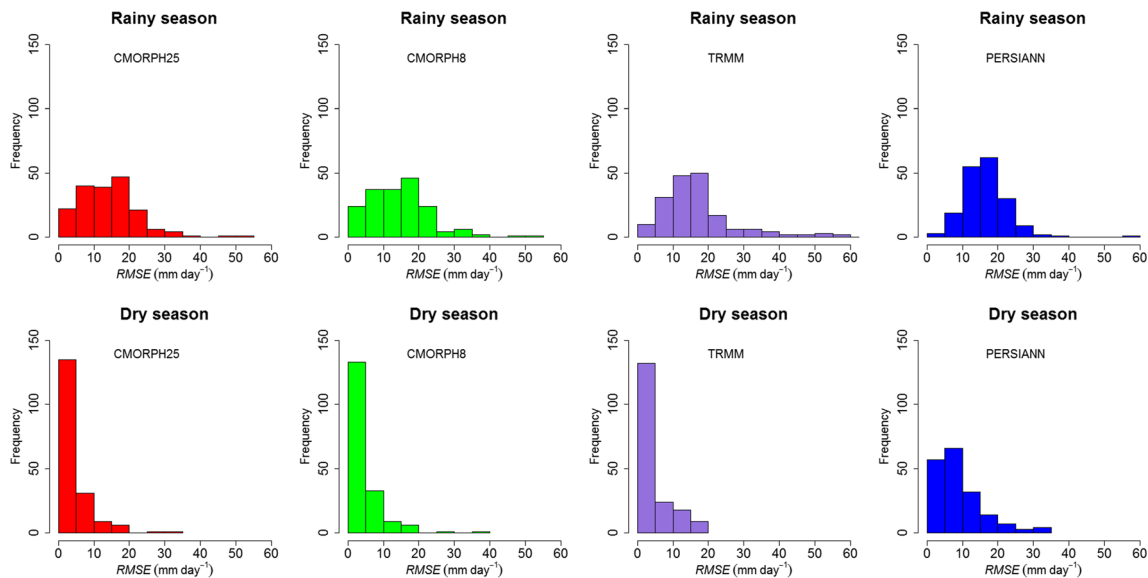 Rainy season
CMORPH25
Frequency
0 50 100 150
0 10 20 30 40 50 60
RMSE (mm day⁻¹)
Rainy season
CMORPH8
Frequency
0 50 100 150
0 10 20 30 40 50 60
RMSE (mm day⁻¹)
Rainy season
TRMM
Frequency
0 50 100 150
0 10 20 30 40 50 60
RMSE (mm day⁻¹)
Rainy season
PERSIANN
Frequency
0 50 100 150
0 10 20 30 40 50 60
RMSE (mm day⁻¹)
Dry season
CMORPH25
Frequency
0 50 100 150
0 10 20 30 40 50 60
RMSE (mm day⁻¹)
Dry season
CMORPH8
Frequency
0 50 100 150
0 10 20 30 40 50 60
RMSE (mm day⁻¹)
Dry season
TRMM
Frequency
0 50 100 150
0 10 20 30 40 50 60
RMSE (mm day⁻¹)
Dry season
PERSIANN
Frequency
0 50 100 150
0 10 20 30 40 50 60
RMSE (mm day⁻¹)